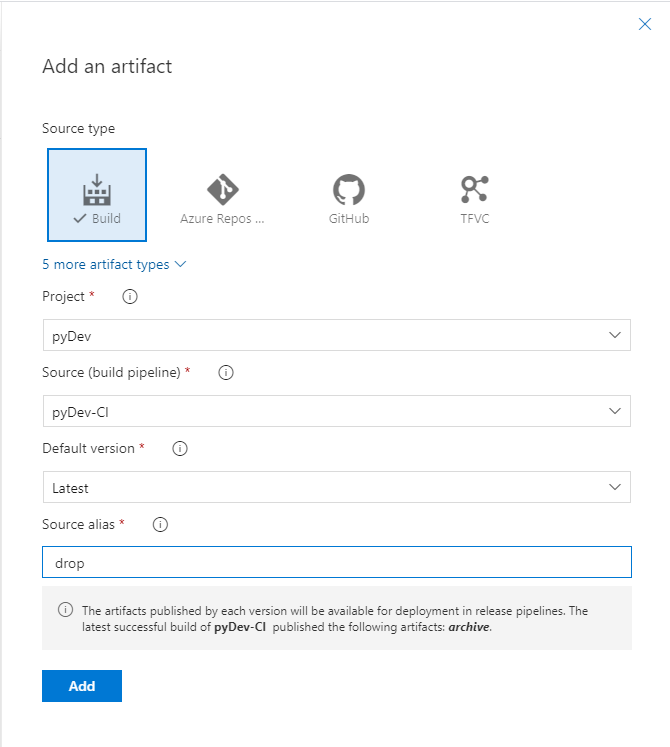 Add an artifact
Source type
Build
Azure Repos ...
GitHub
TFVC
5 more artifact types
Project *
pyDev
Source (build pipeline) *
pyDev-CI
Default version *
Latest
Source alias *
drop
The artifacts published by each version will be available for deployment in release pipelines. The
latest successful build of pyDev-CI published the following artifacts: archive.
Add